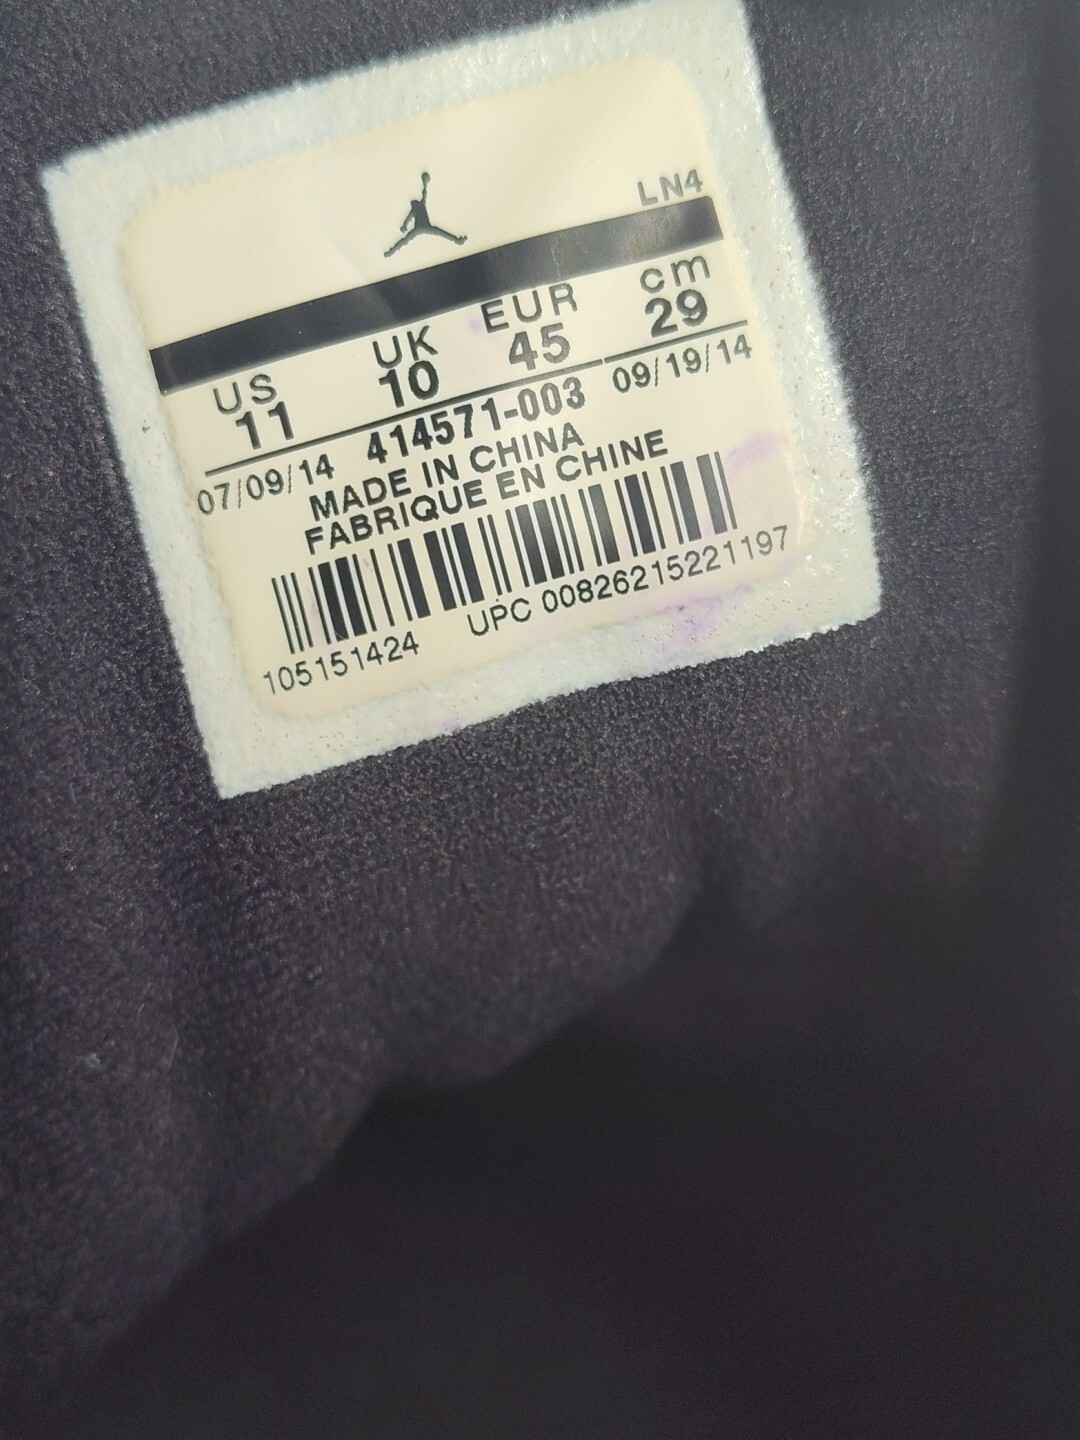 LN4
US UK EUR cm
11 10 45 29
07/09/14 414571-003 09/19/14
MADE IN CHINA
FABRIQUE EN CHINE
105151424 UPC 00826215221197